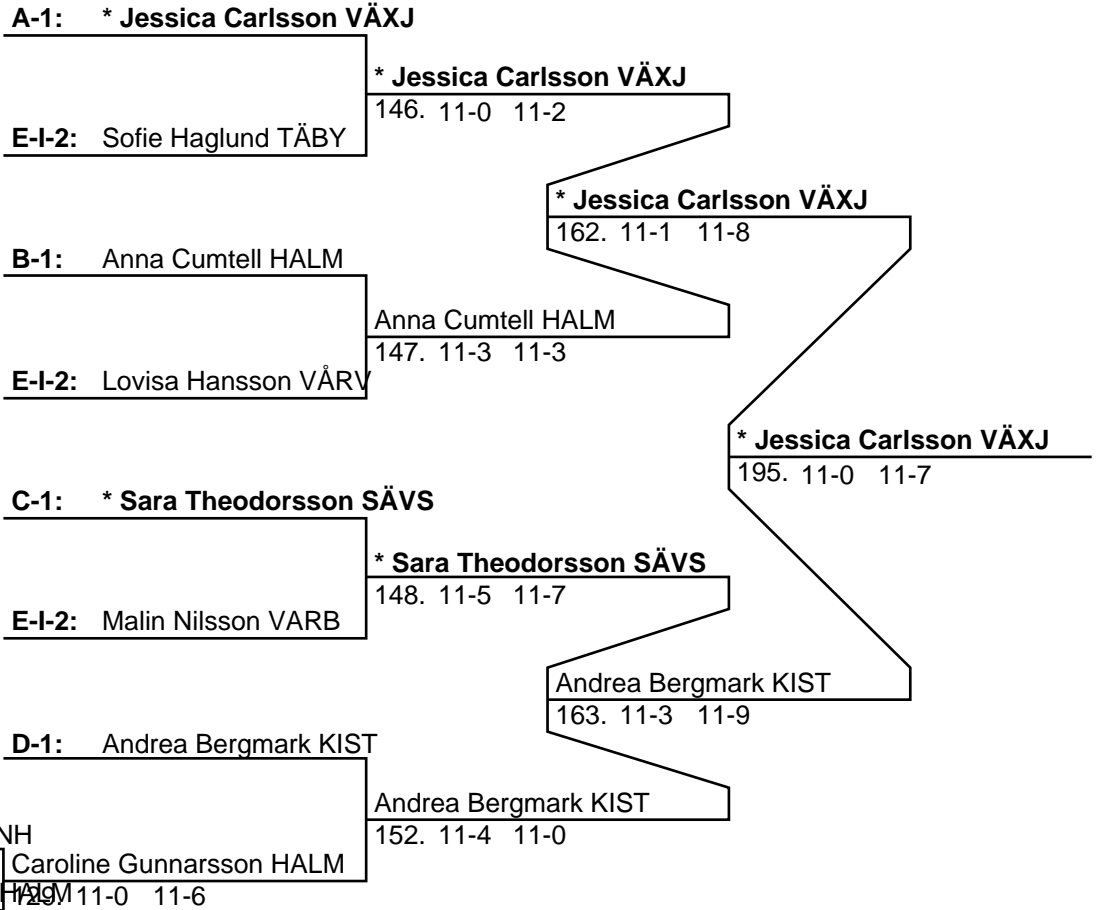 A-1: * Jessica Carlsson VÄXJ
* Jessica Carlsson VÄXJ
146. 11-0 11-2
E-I-2: Sofie Haglund TÄBY
* Jessica Carlsson VÄXJ
162. 11-1 11-8
B-1: Anna Cumtell HALM
Anna Cumtell HALM
147. 11-3 11-3
E-I-2: Lovisa Hansson VÅRV
* Jessica Carlsson VÄXJ
195. 11-0 11-7
C-1: * Sara Theodorsson SÄVS
* Sara Theodorsson SÄVS
148. 11-5 11-7
E-I-2: Malin Nilsson VARB
Andrea Bergmark KIST
163. 11-3 11-9
D-1: Andrea Bergmark KIST
Andrea Bergmark KIST
152. 11-4 11-0
NH
Caroline Gunnarsson HALM
HALM 129. 11-0 11-6